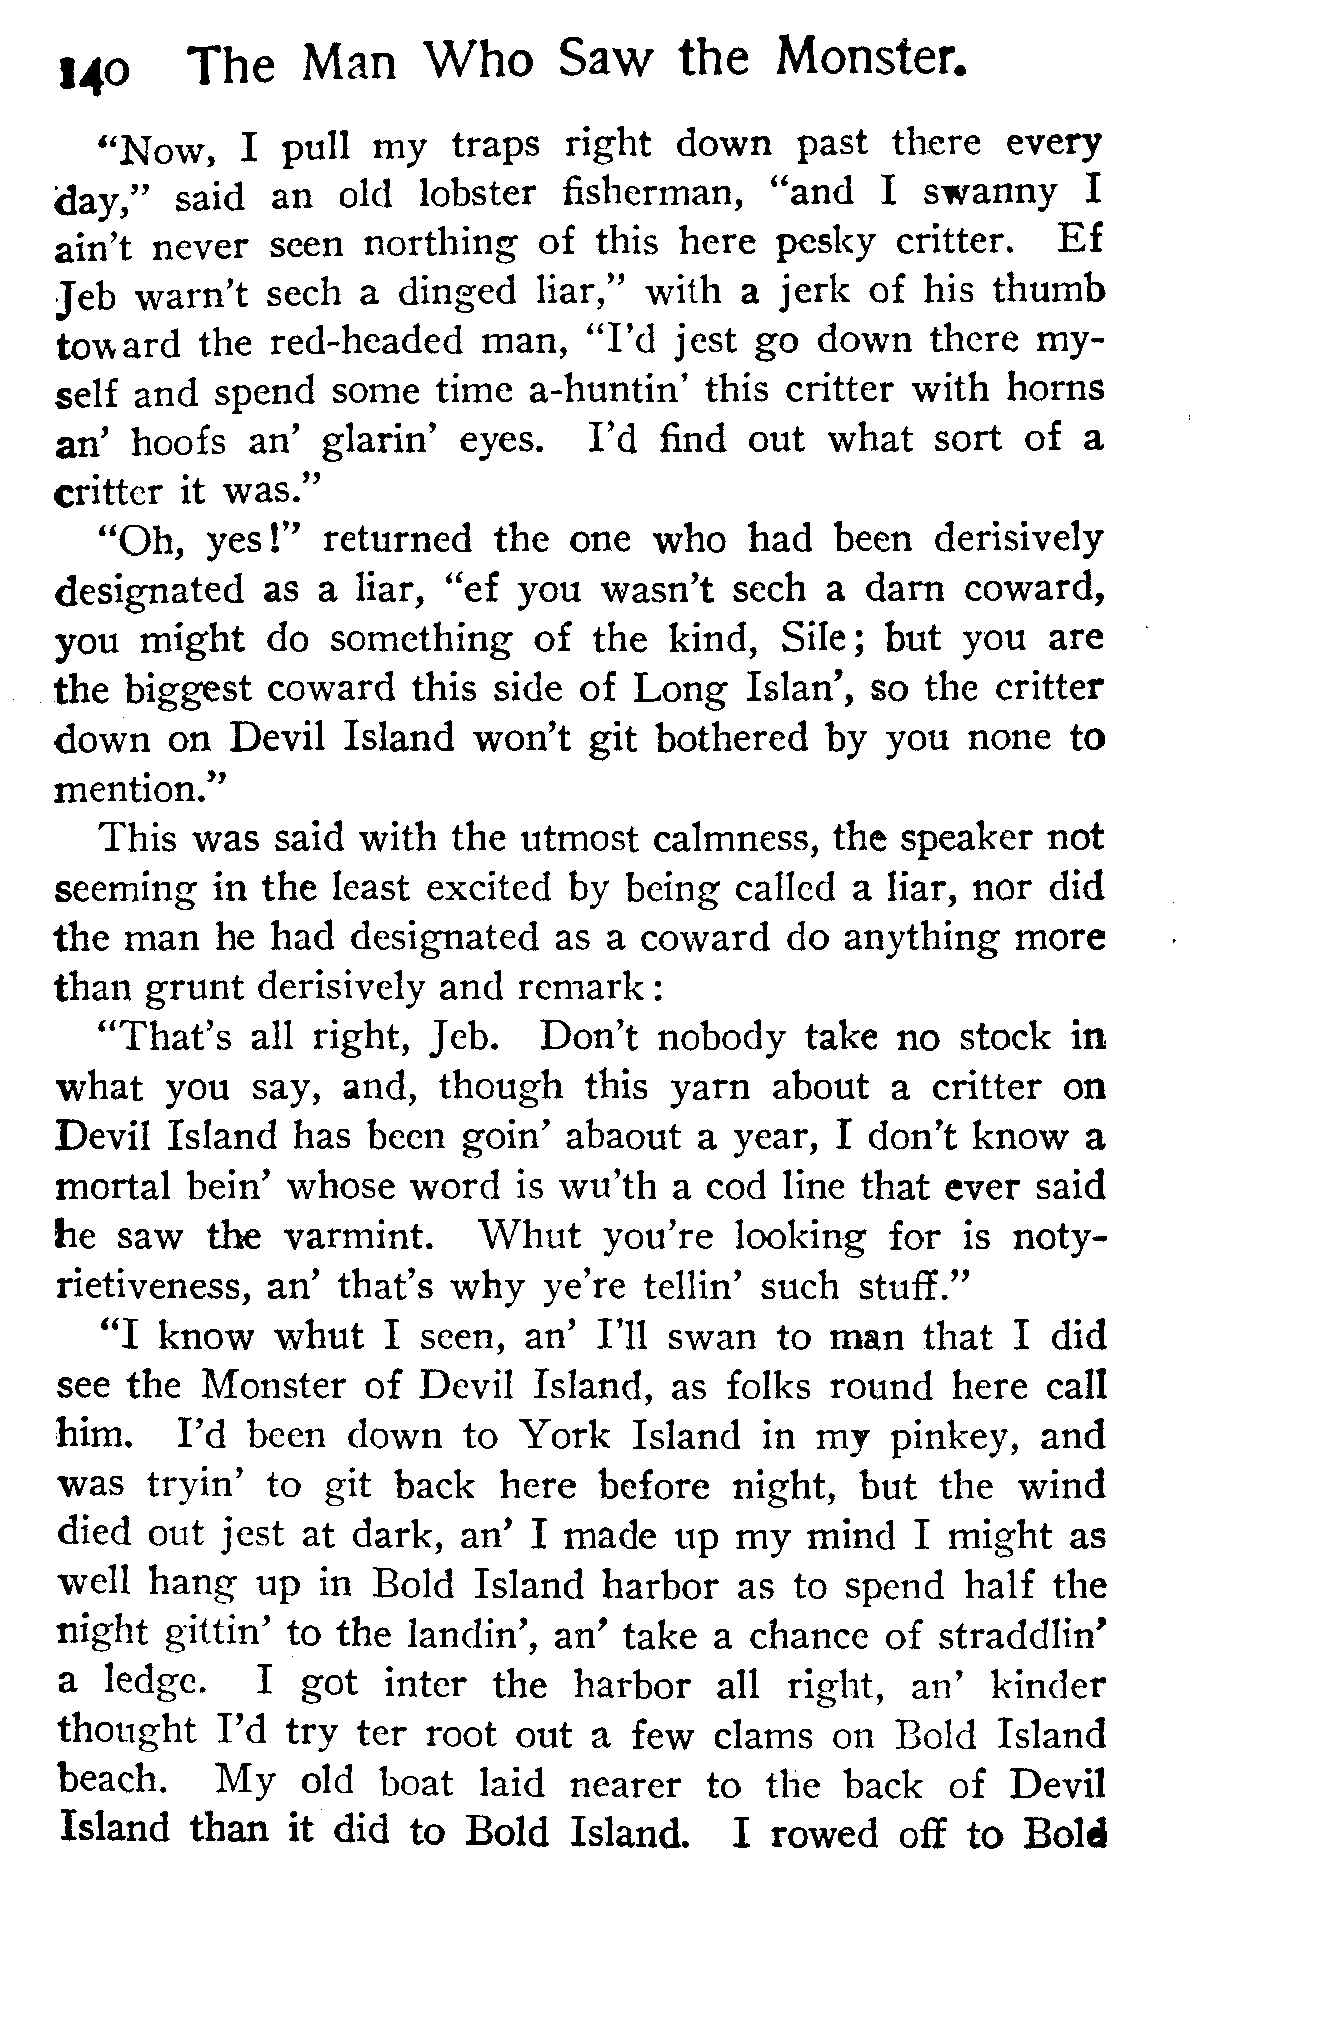 140 The Man Who Saw the Monster.
“Now, I pull my traps right down past there every
day,” said an old lobster fisherman, “and I swanny I
ain’t never seen northing of this here pesky critter. Ef
Jeb warn’t sech a dinged liar,” with a jerk of his thumb
toward the red-headed man, “I’d jest go down there my-
self and spend some time a-huntin’ this critter with horns
an’ hoofs an’ glarin’ eyes. I’d find out what sort of a
critter it was.”
“Oh, yes!” returned the one who had been derisively
designated as a liar, “ef you wasn’t sech a darn coward,
you might do something of the kind, Sile; but you are
the biggest coward this side of Long Islan’, so the critter
down on Devil Island won’t git bothered by you none to
mention.”
This was said with the utmost calmness, the speaker not
seeming in the least excited by being called a liar, nor did
the man he had designated as a coward do anything more
than grunt derisively and remark:
“That’s all right, Jeb. Don’t nobody take no stock in
what you say, and, though this yarn about a critter on
Devil Island has been goin’ abaout a year, I don’t know a
mortal bein’ whose word is wu’th a cod line that ever said
he saw the varmint. Whut you’re looking for is noty-
rietiveness, an’ that’s why ye’re tellin’ such stuff.”
“I know whut I seen, an’ I’ll swan to man that I did
see the Monster of Devil Island, as folks round here call
him. I’d been down to York Island in my pinkey, and
was tryin’ to git back here before night, but the wind
died out jest at dark, an’ I made up my mind I might as
well hang up in Bold Island harbor as to spend half the
night gittin’ to the landin’, an’ take a chance of straddlin’
a ledge. I got inter the harbor all right, an’ kinder
thought I’d try ter root out a few clams on Bold Island
beach. My old boat laid nearer to the back of Devil
Island than it did to Bold Island. I rowed off to Bold